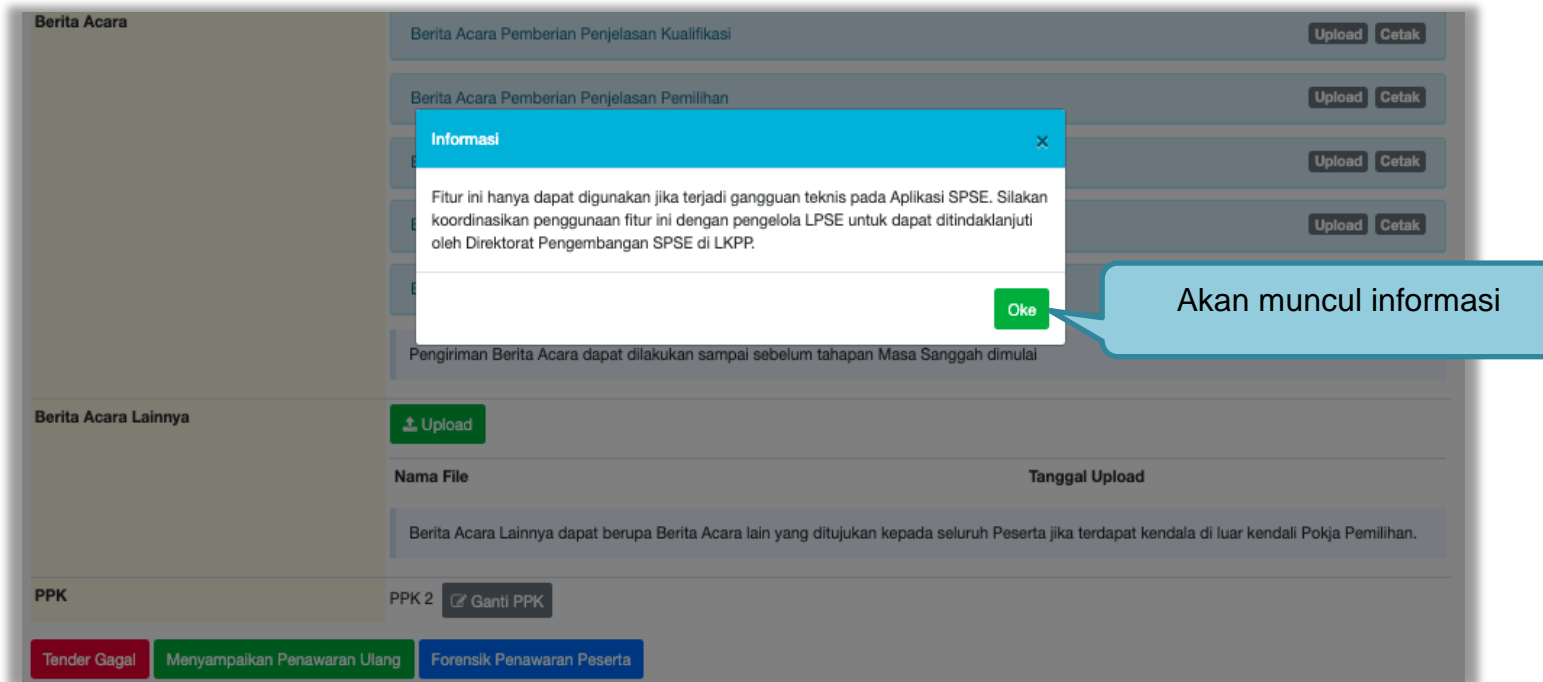 Berita Acara
Berita Acara Pemberian Penjelasan Kualifikasi
Upload Cetak
Berita Acara Pemberian Penjelasan Pemilihan
Upload Cetak
Informasi ×
Upload Cetak
Fitur ini hanya dapat digunakan jika terjadi gangguan teknis pada Aplikasi SPSE. Silakan
koordinasikan penggunaan fitur ini dengan pengelola LPSE untuk dapat ditindaklanjuti
oleh Direktorat Pengembangan SPSE di LKPP.
Upload Cetak
Oke
Akan muncul informasi
Pengiriman Berita Acara dapat dilakukan sampai sebelum tahapan Masa Sanggah dimulai
Berita Acara Lainnya
Upload
Nama File Tanggal Upload
Berita Acara Lainnya dapat berupa Berita Acara lain yang ditujukan kepada seluruh Peserta jika terdapat kendala di luar kendali Pokja Pemilihan.
PPK
PPK 2 Ganti PPK
Tender Gagal Menyampaikan Penawaran Ulang Forensik Penawaran Peserta